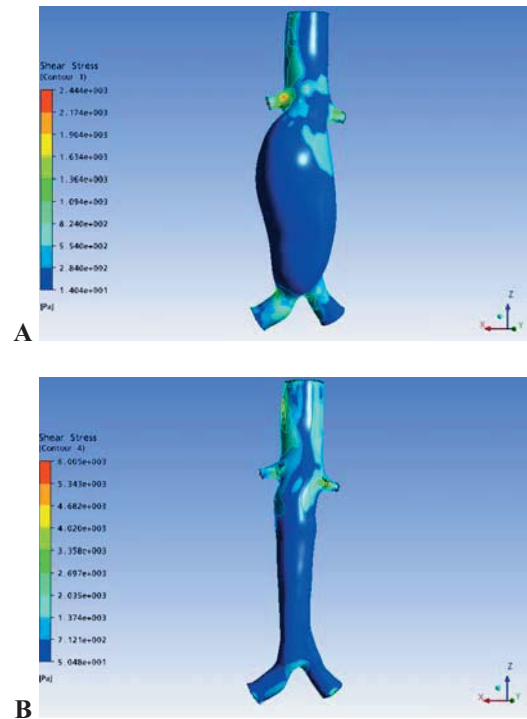 Shear Stress
(Contour 1)
2.444e+003
2.174e+003
1.904e+003
1.634e+003
1.364e+003
1.094e+003
8.240e+002
5.540e+002
2.840e+002
1.404e+001
[Pa]
X Y Z
A
Shear Stress
(Contour 4)
6.005e+003
5.343e+003
4.682e+003
4.020e+003
3.358e+003
2.697e+003
2.035e+003
1.374e+003
7.121e+002
5.048e+001
[Pa]
X Y Z
B